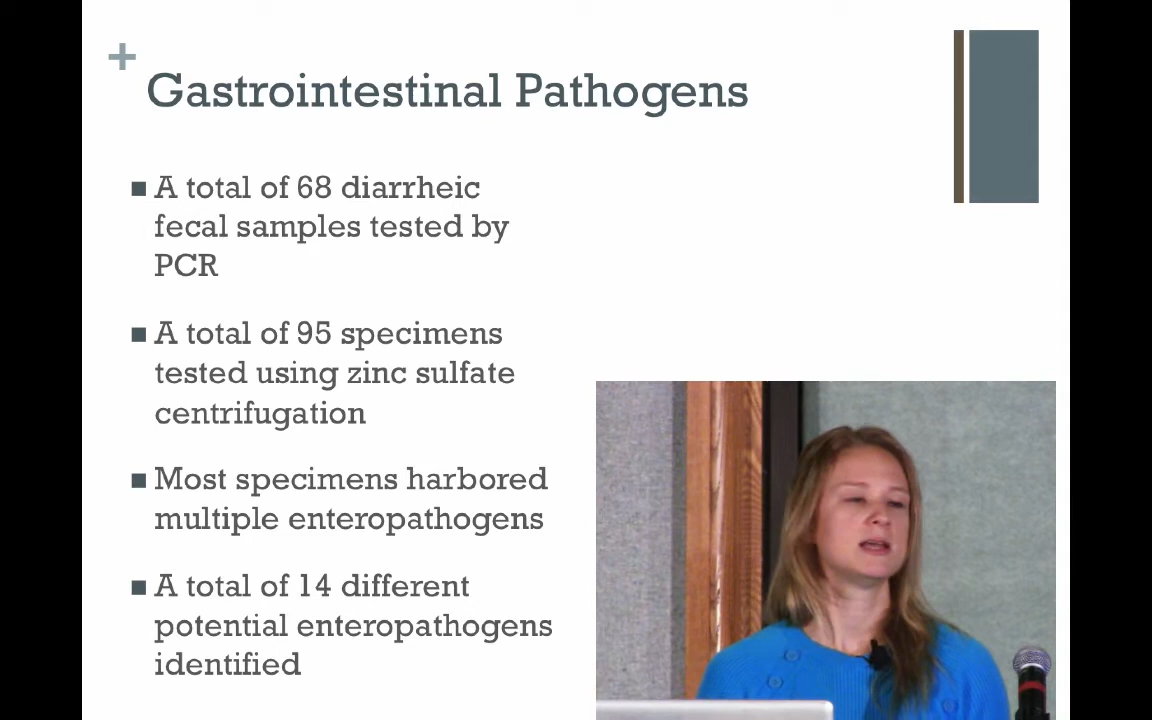 Gastrointestinal Pathogens
A total of 68 diarrheic
fecal samples tested by
PCR
A total of 95 specimens
tested using zinc sulfate
centrifugation
Most specimens harbored
multiple enteropathogens
A total of 14 different
potential enteropathogens
identified